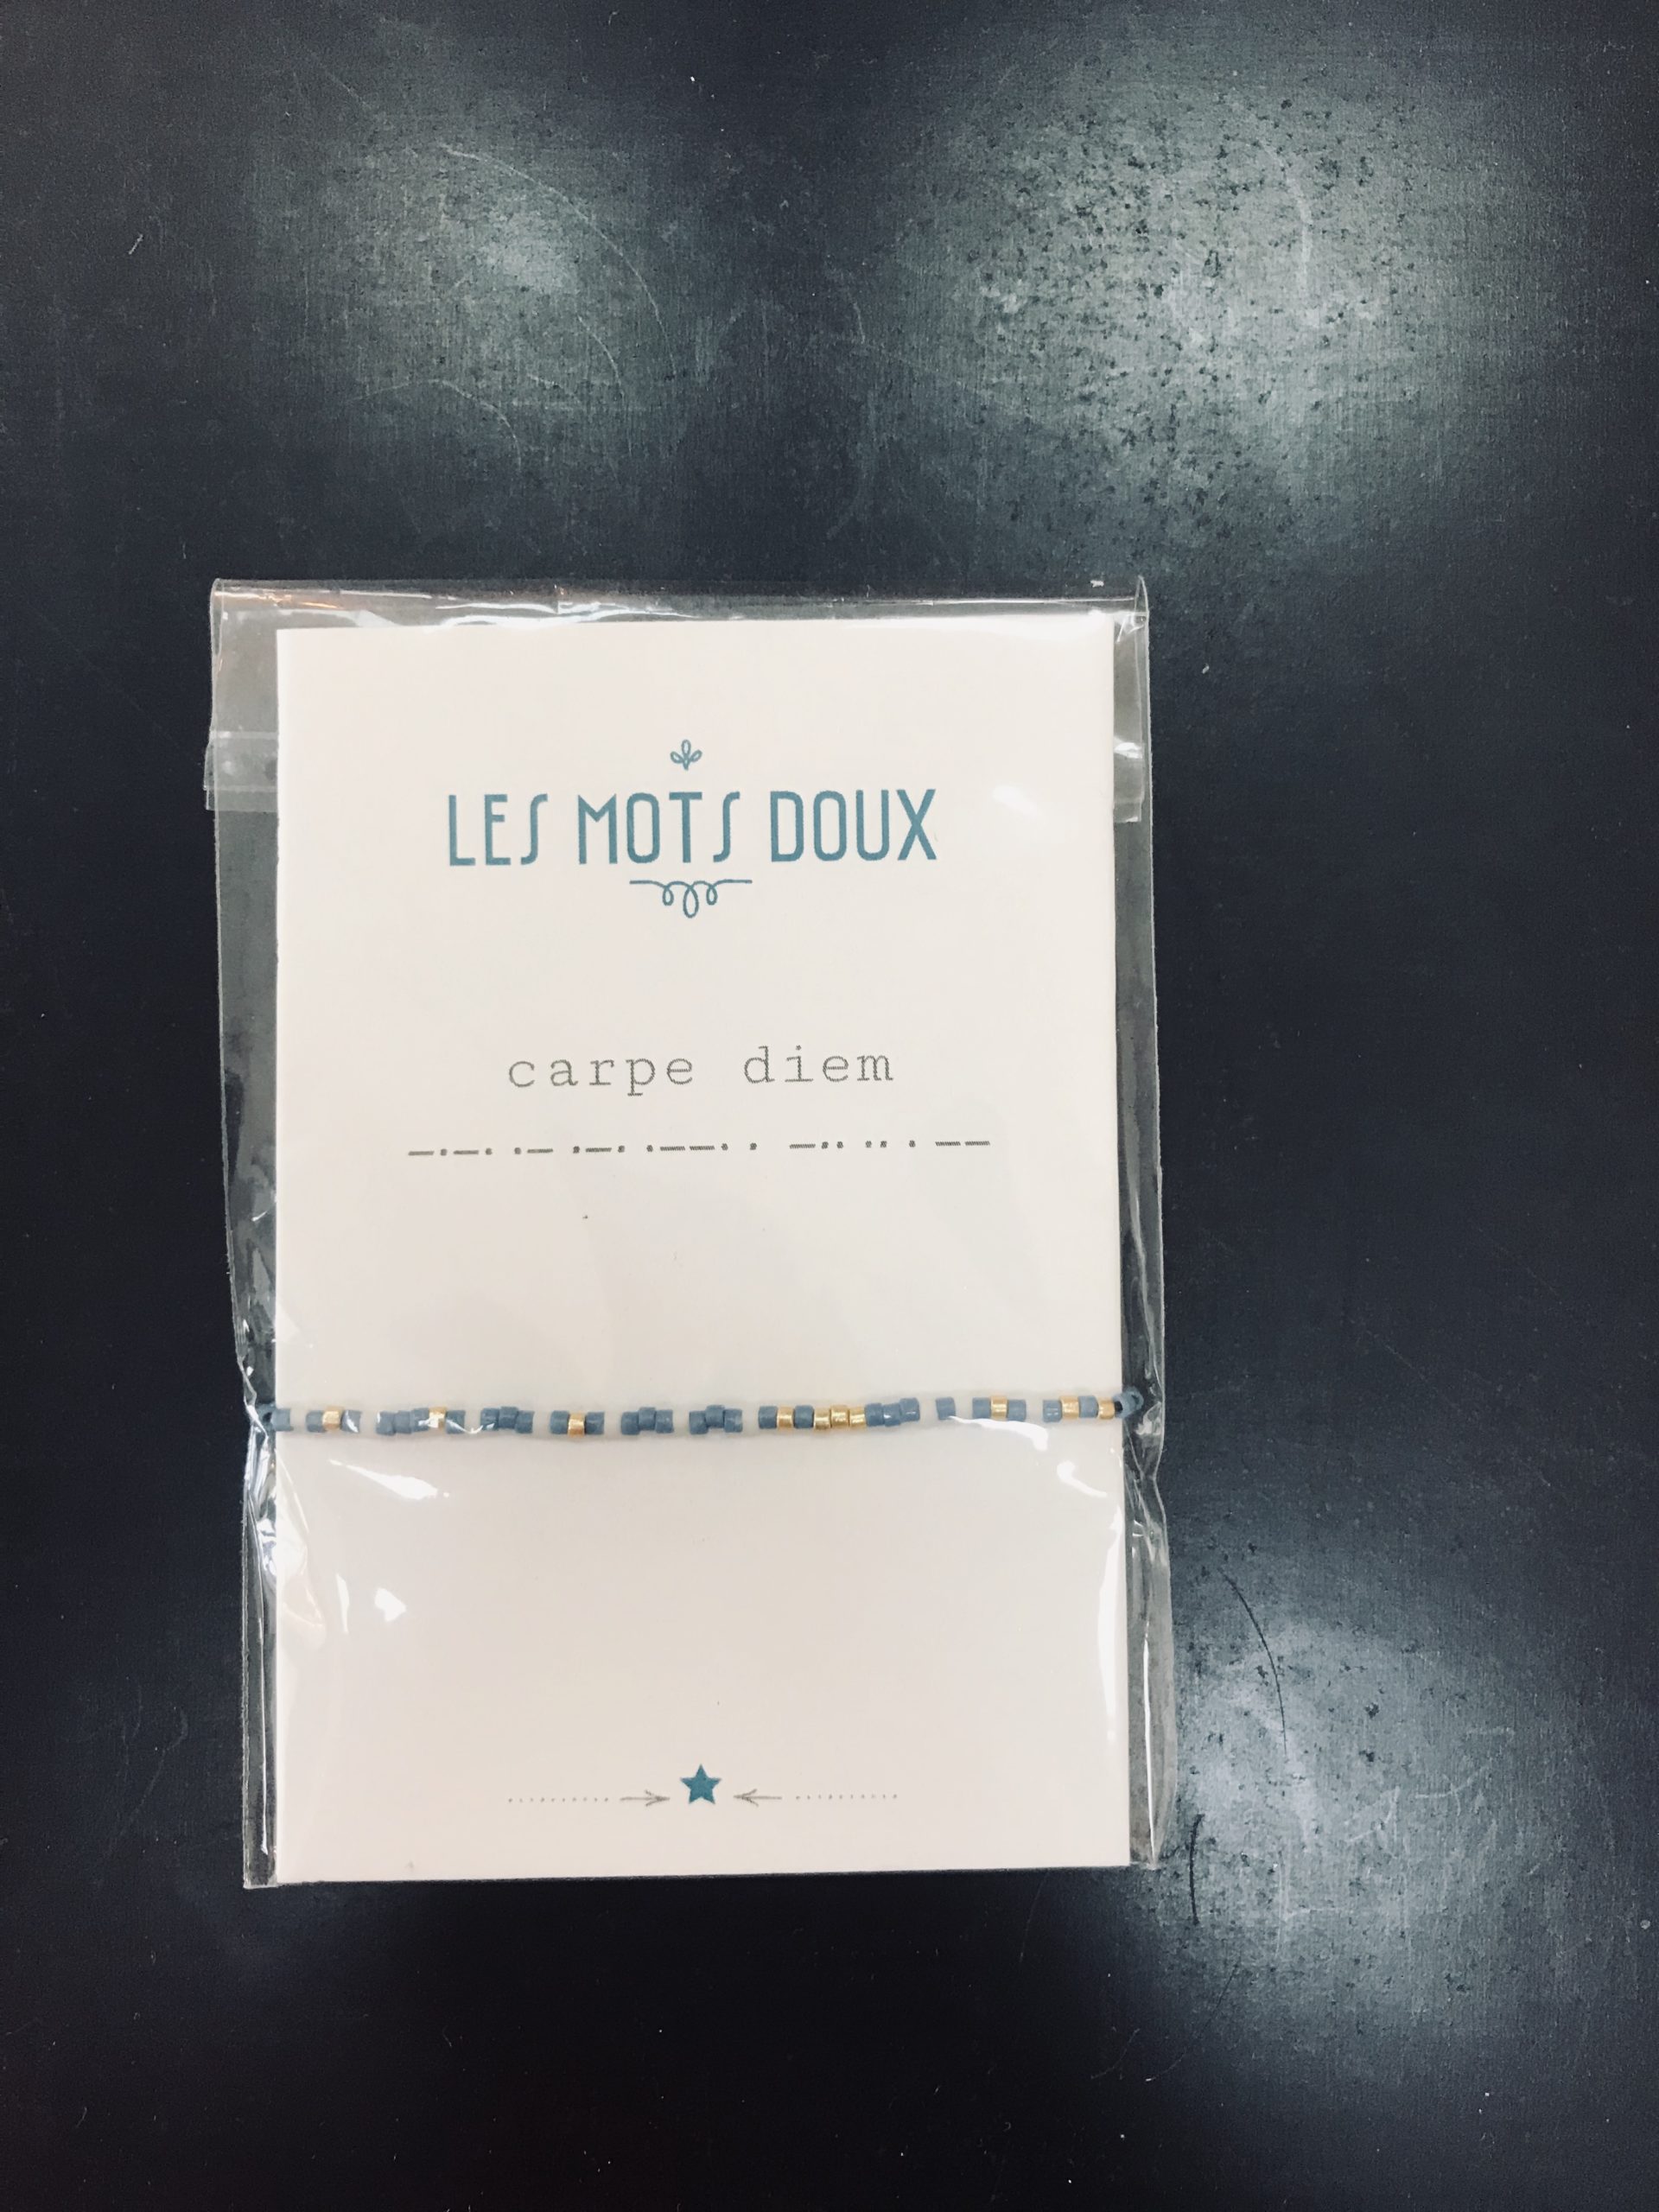 LES MOTS DOUX
carpe diem
—·—· ·— ·—· ·——· · —·· ·· · ——